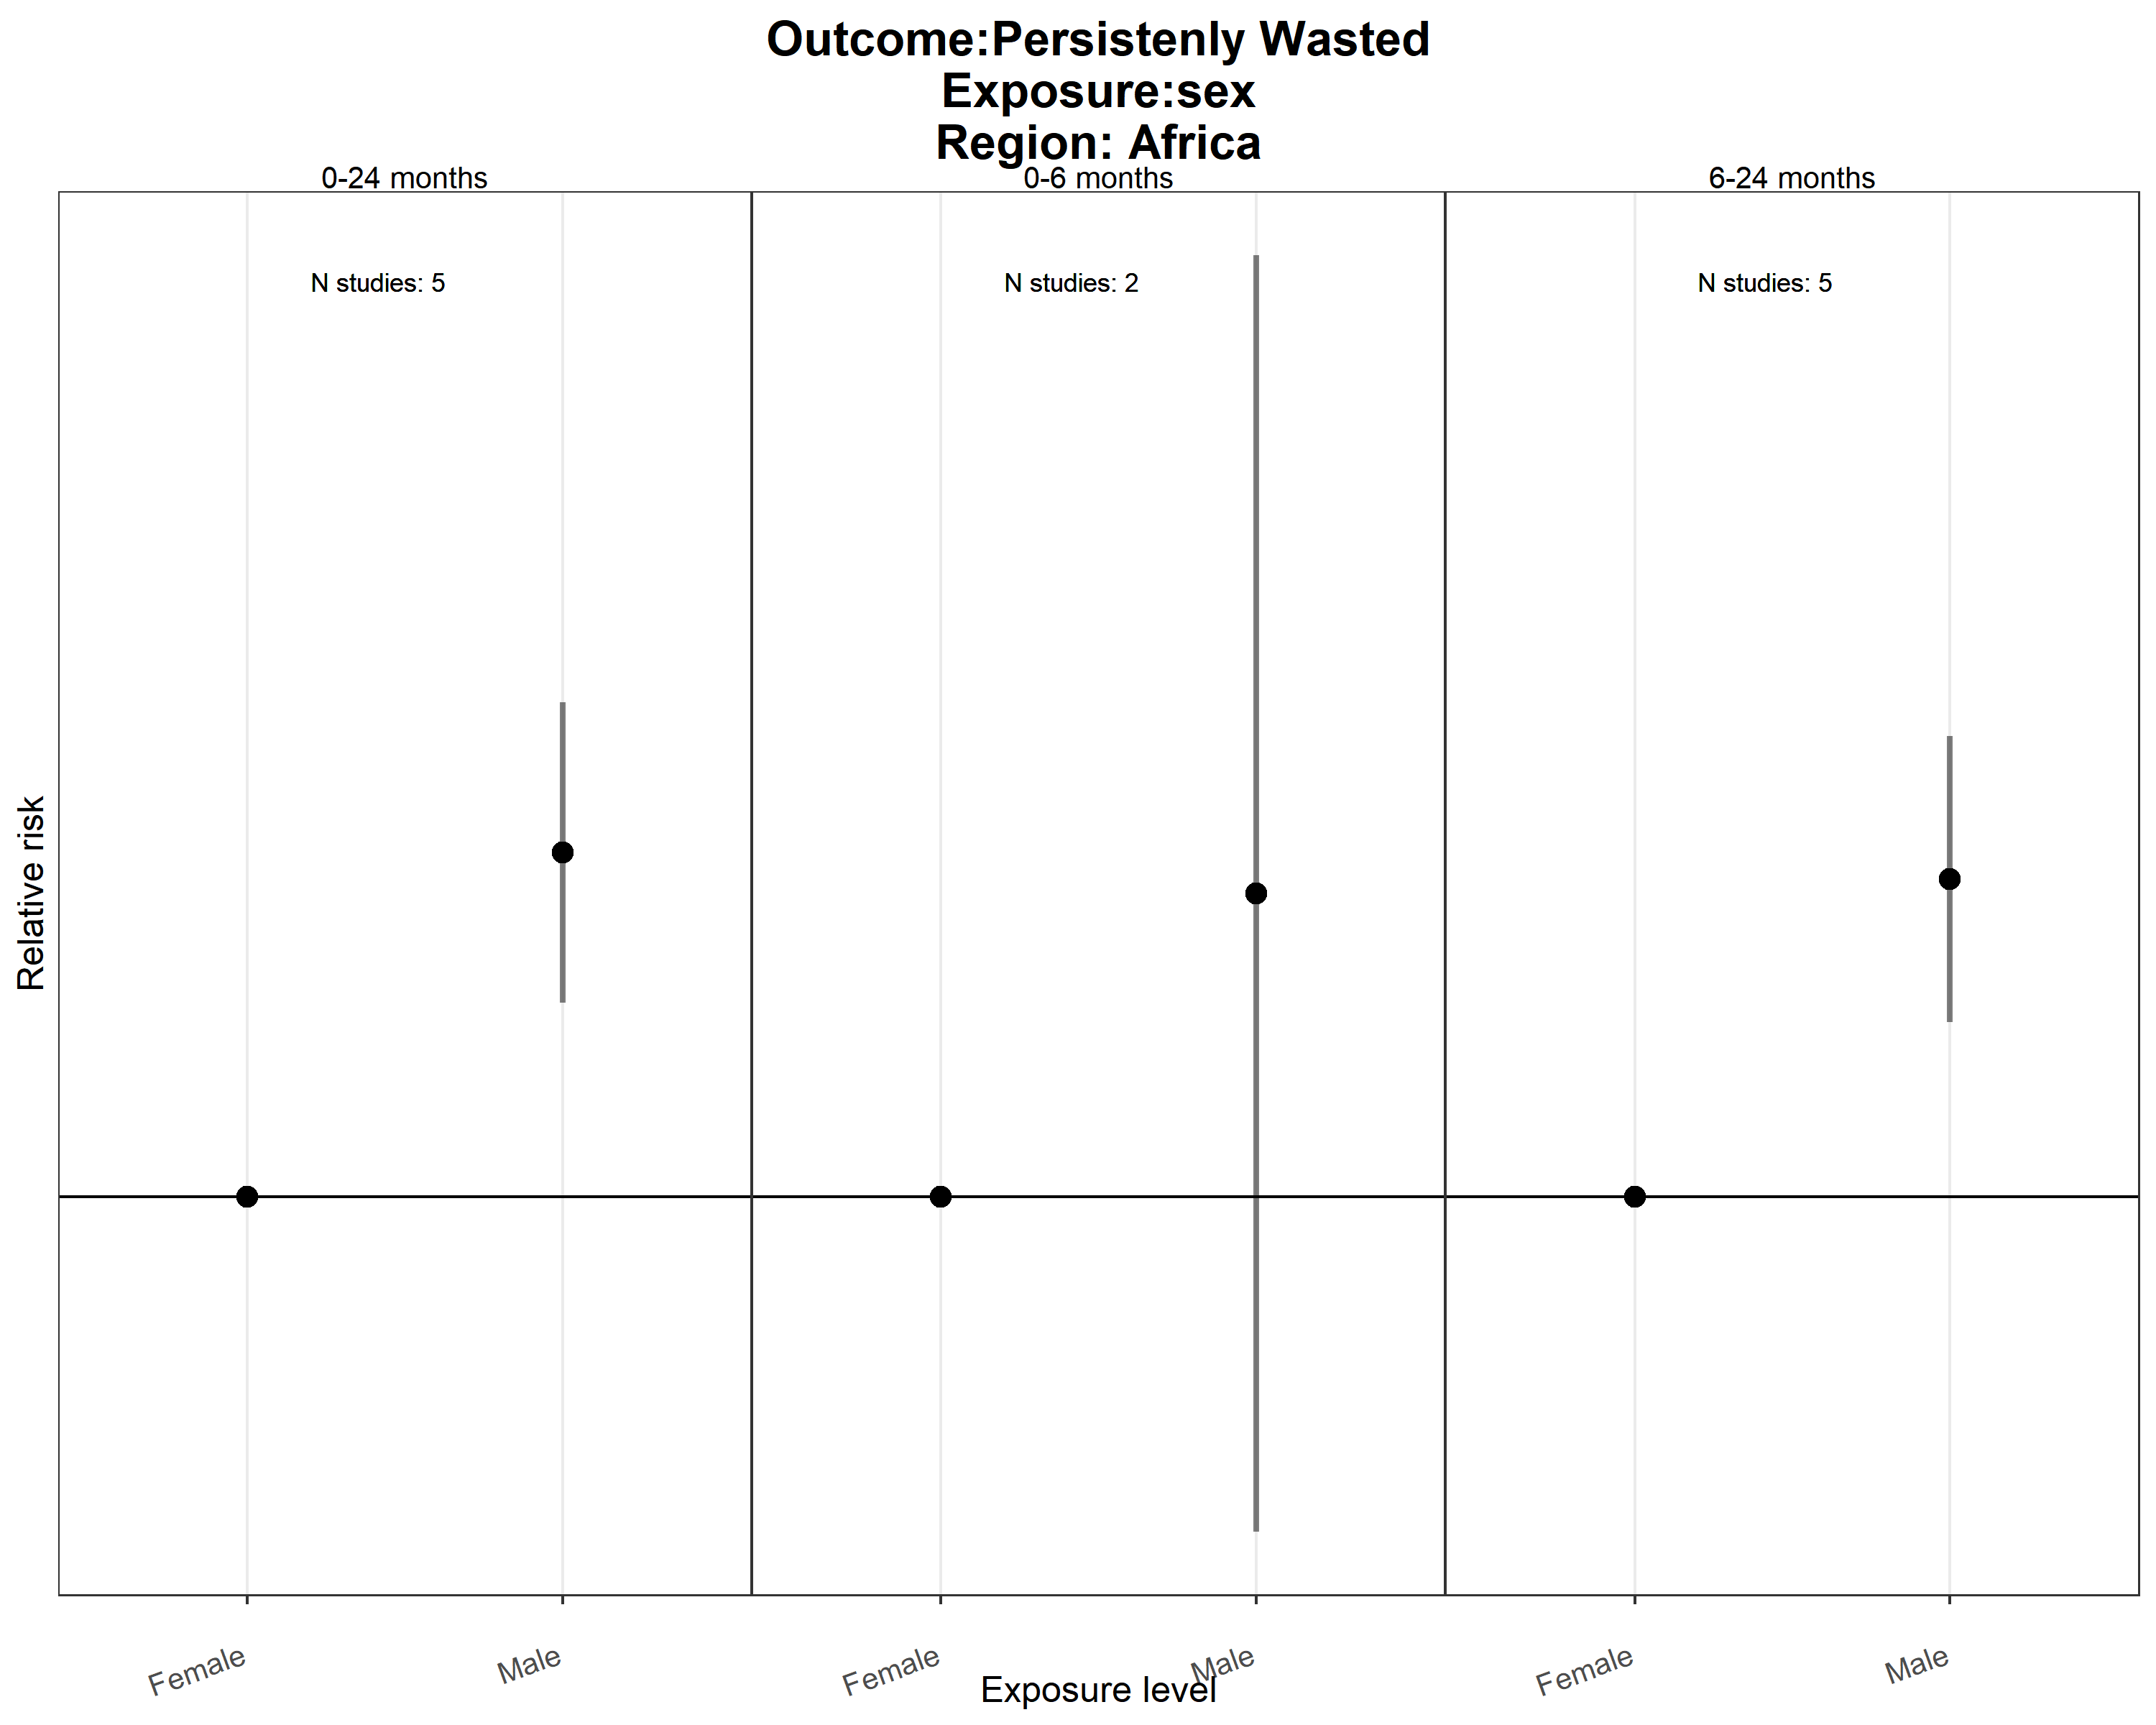 Outcome:Persistenly Wasted
Exposure:sex
Region: Africa
0-24 months
0-6 months
6-24 months
N studies: 5
N studies: 2
N studies: 5
Relative risk
Female
Male
Female
Male
Female
Male
Exposure level